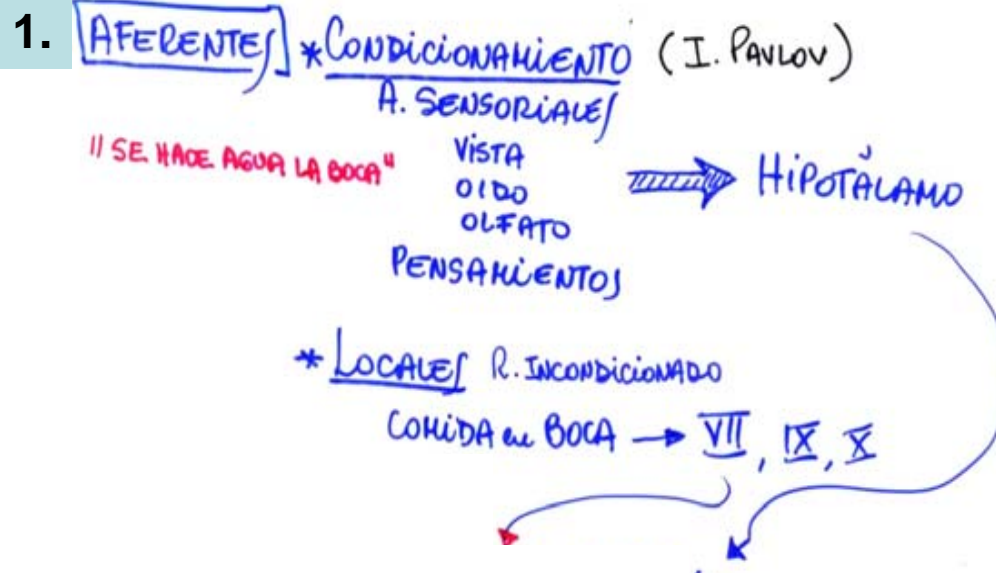 1. AFERENTES *CONDICIONAMIENTO (I. PAVLOV)
A. SENSORIALES
"SE HACE AGUA LA BOCA" VISTA
OIDO → HIPOTÁLAMO
OLFATO
PENSAMIENTOS
* LOCALES R. INCONDICIONADO
COMIDA en BOCA → VII, IX, X